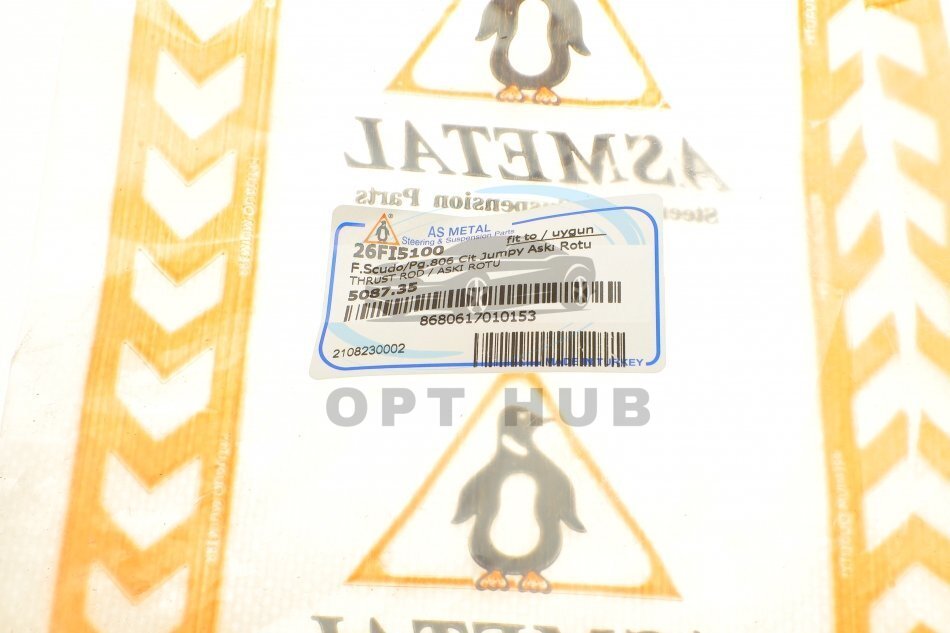 ASMETAL
Steering & Suspension Parts
®
AS METAL
Steering & Suspension Parts
fit to / uygun
26FI5100
F.Scudo/Pg.806 Cit Jumpy Aski Rotu
THRUST ROD / ASKI ROTU
5087.35
8680617010153
2108230002
MADE IN TURKEY
OPT HUB